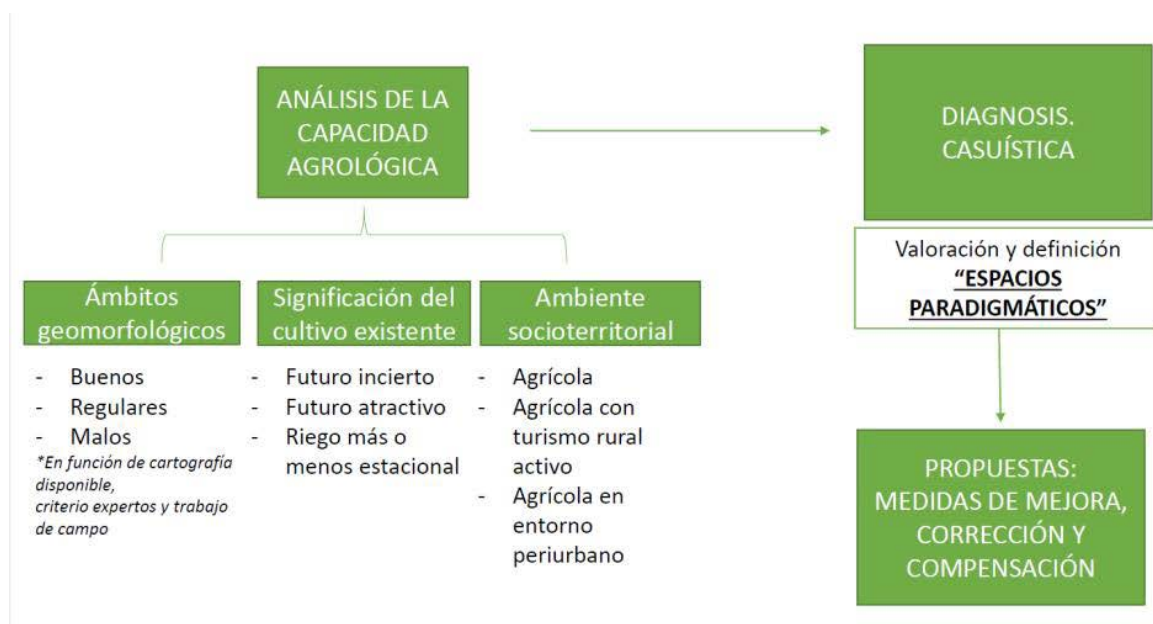 ANÁLISIS DE LA
CAPACIDAD
AGROLÓGICA
DIAGNOSIS.
CASUÍSTICA
Valoración y definición
“ESPACIOS
PARADIGMÁTICOS”
Ámbitos
geomorfológicos
- Buenos
- Regulares
- Malos
*En función de cartografía
disponible,
criterio expertos y trabajo
de campo
Significación del
cultivo existente
- Futuro incierto
- Futuro atractivo
- Riego más o
menos estacional
Ambiente
socioterritorial
- Agrícola
- Agrícola con
turismo rural
activo
- Agrícola en
entorno
periurbano
PROPUESTAS:
MEDIDAS DE MEJORA,
CORRECCIÓN Y
COMPENSACIÓN